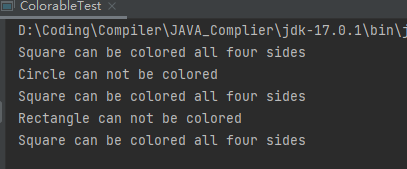 ColorableTest ×
D:\Coding\Compiler\JAVA_Complier\jdk-17.0.1\bin\j
Square can be colored all four sides
Circle can not be colored
Square can be colored all four sides
Rectangle can not be colored
Square can be colored all four sides